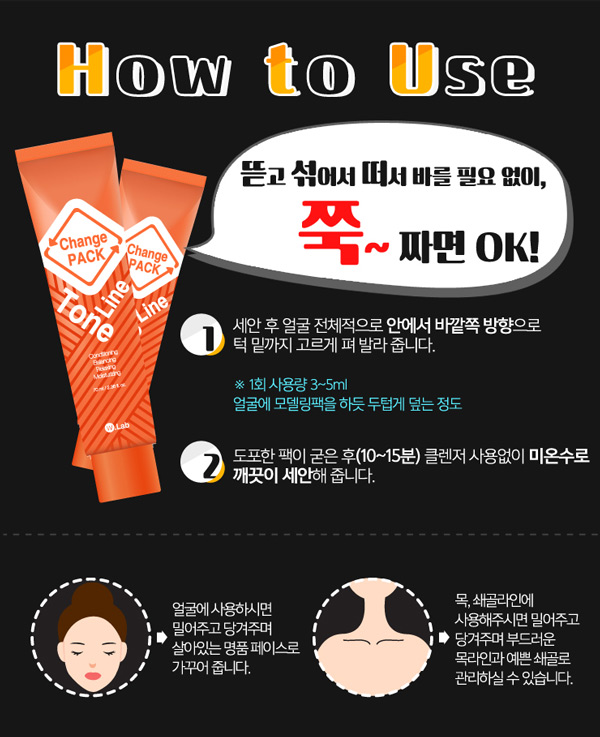 How to Use
뜯고 섞어서 떠서 바를 필요 없이,
쭉~ 짜면 OK!
Change
PACK
Change
PACK
Line
Tone
Line
Conditioning
Balancing
Relaxing
Moisturizing
W.Lab
1 세안 후 얼굴 전체적으로 안에서 바깥쪽 방향으로
턱 밑까지 고르게 펴 발라 줍니다.
※ 1회 사용량 3~5ml
얼굴에 모델링팩을 하듯 두텁게 덮는 정도
2 도포한 팩이 굳은 후(10~15분) 클렌저 사용없이 미온수로
깨끗이 세안해 줍니다.
얼굴에 사용하시면
밀어주고 당겨주며
살아있는 명품 페이스로
가꾸어 줍니다.
목, 쇄골라인에
사용해주시면 밀어주고
당겨주며 부드러운
목라인과 예쁜 쇄골로
관리하실 수 있습니다.